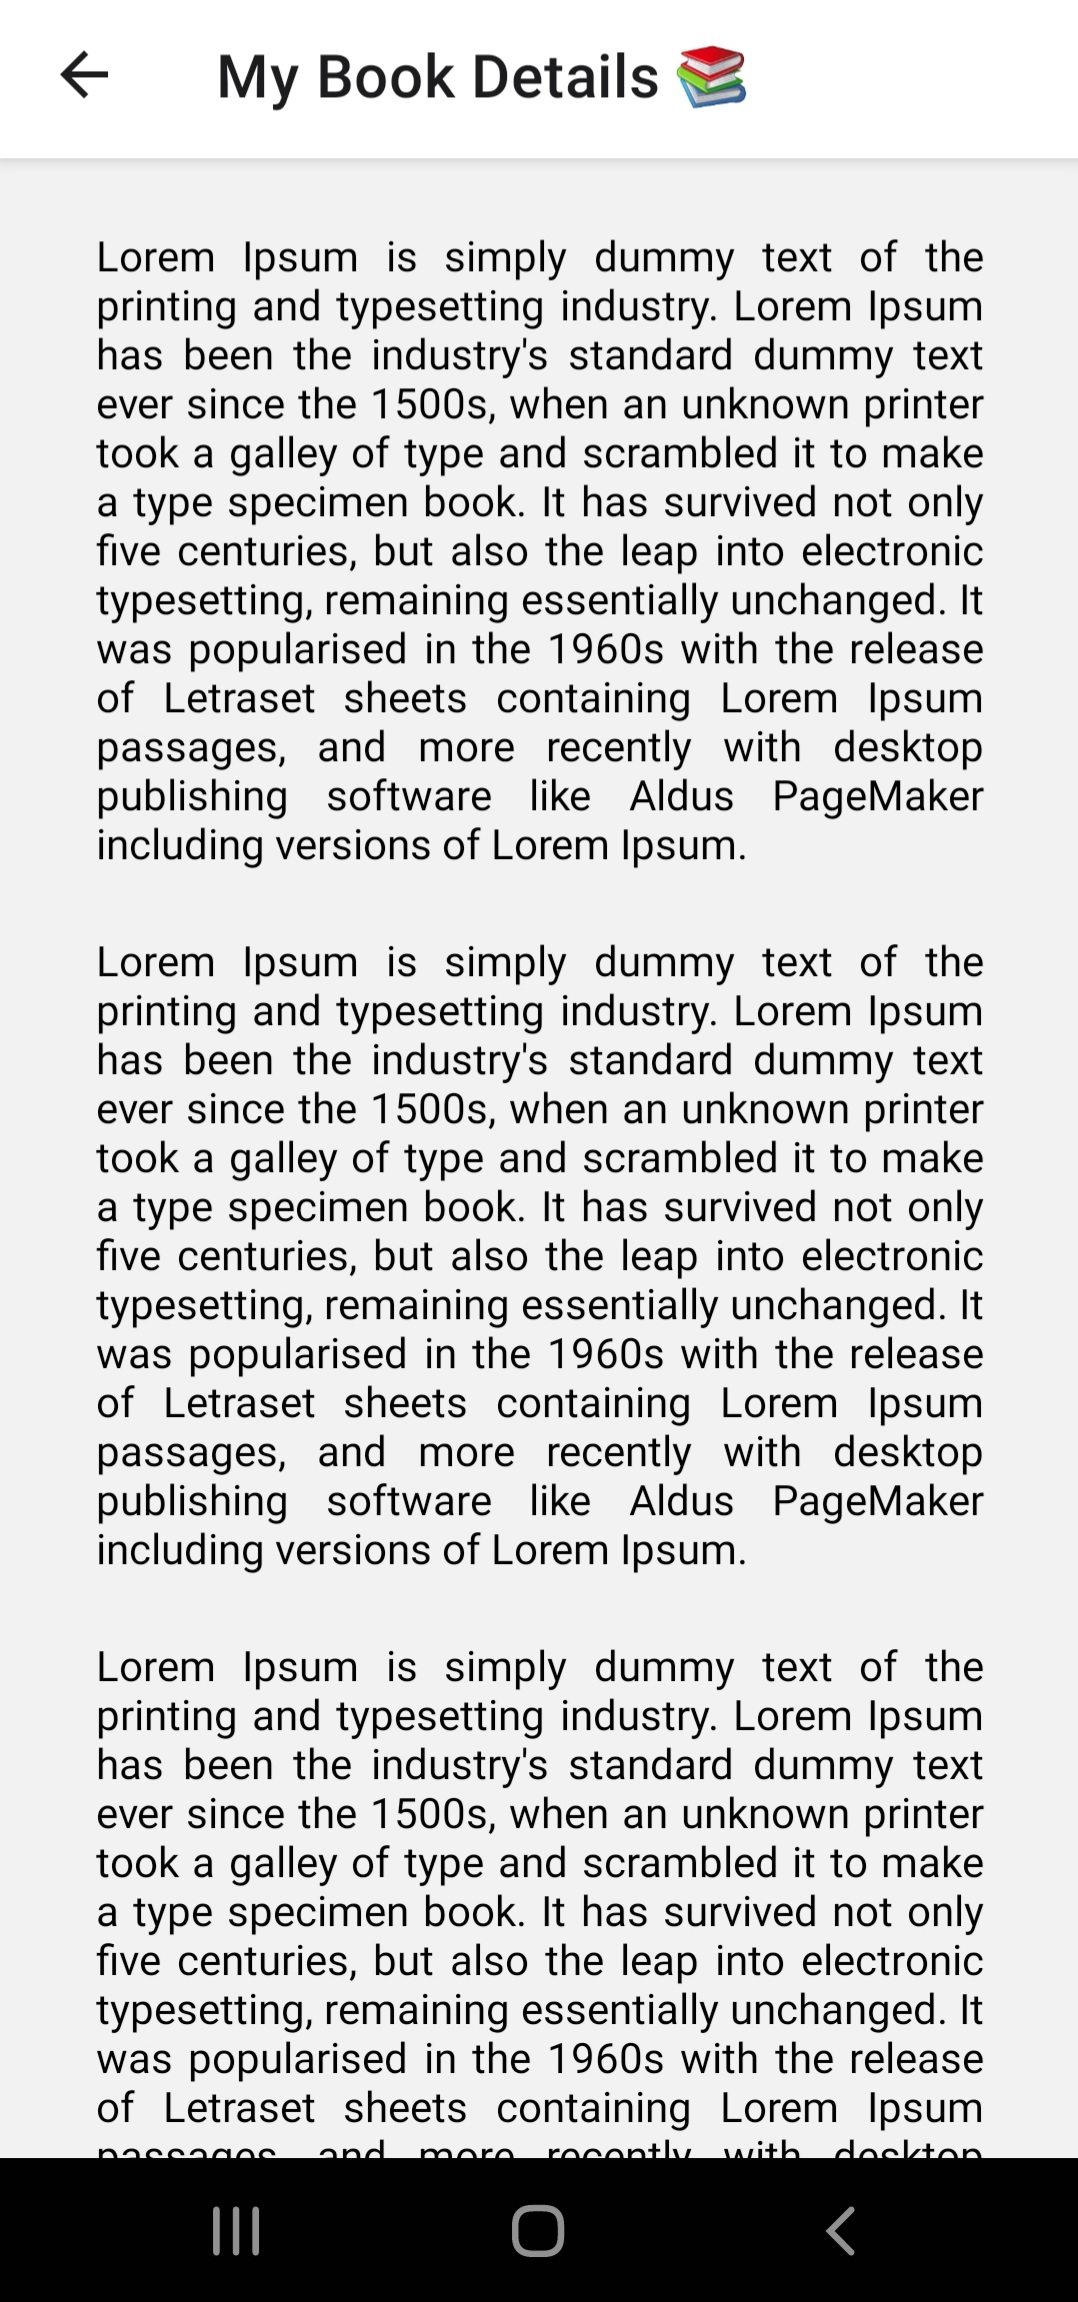 My Book Details 📚
Lorem Ipsum is simply dummy text of the
printing and typesetting industry. Lorem Ipsum
has been the industry's standard dummy text
ever since the 1500s, when an unknown printer
took a galley of type and scrambled it to make
a type specimen book. It has survived not only
five centuries, but also the leap into electronic
typesetting, remaining essentially unchanged. It
was popularised in the 1960s with the release
of Letraset sheets containing Lorem Ipsum
passages, and more recently with desktop
publishing software like Aldus PageMaker
including versions of Lorem Ipsum.
Lorem Ipsum is simply dummy text of the
printing and typesetting industry. Lorem Ipsum
has been the industry's standard dummy text
ever since the 1500s, when an unknown printer
took a galley of type and scrambled it to make
a type specimen book. It has survived not only
five centuries, but also the leap into electronic
typesetting, remaining essentially unchanged. It
was popularised in the 1960s with the release
of Letraset sheets containing Lorem Ipsum
passages, and more recently with desktop
publishing software like Aldus PageMaker
including versions of Lorem Ipsum.
Lorem Ipsum is simply dummy text of the
printing and typesetting industry. Lorem Ipsum
has been the industry's standard dummy text
ever since the 1500s, when an unknown printer
took a galley of type and scrambled it to make
a type specimen book. It has survived not only
five centuries, but also the leap into electronic
typesetting, remaining essentially unchanged. It
was popularised in the 1960s with the release
of Letraset sheets containing Lorem Ipsum
passages, and more recently with desktop